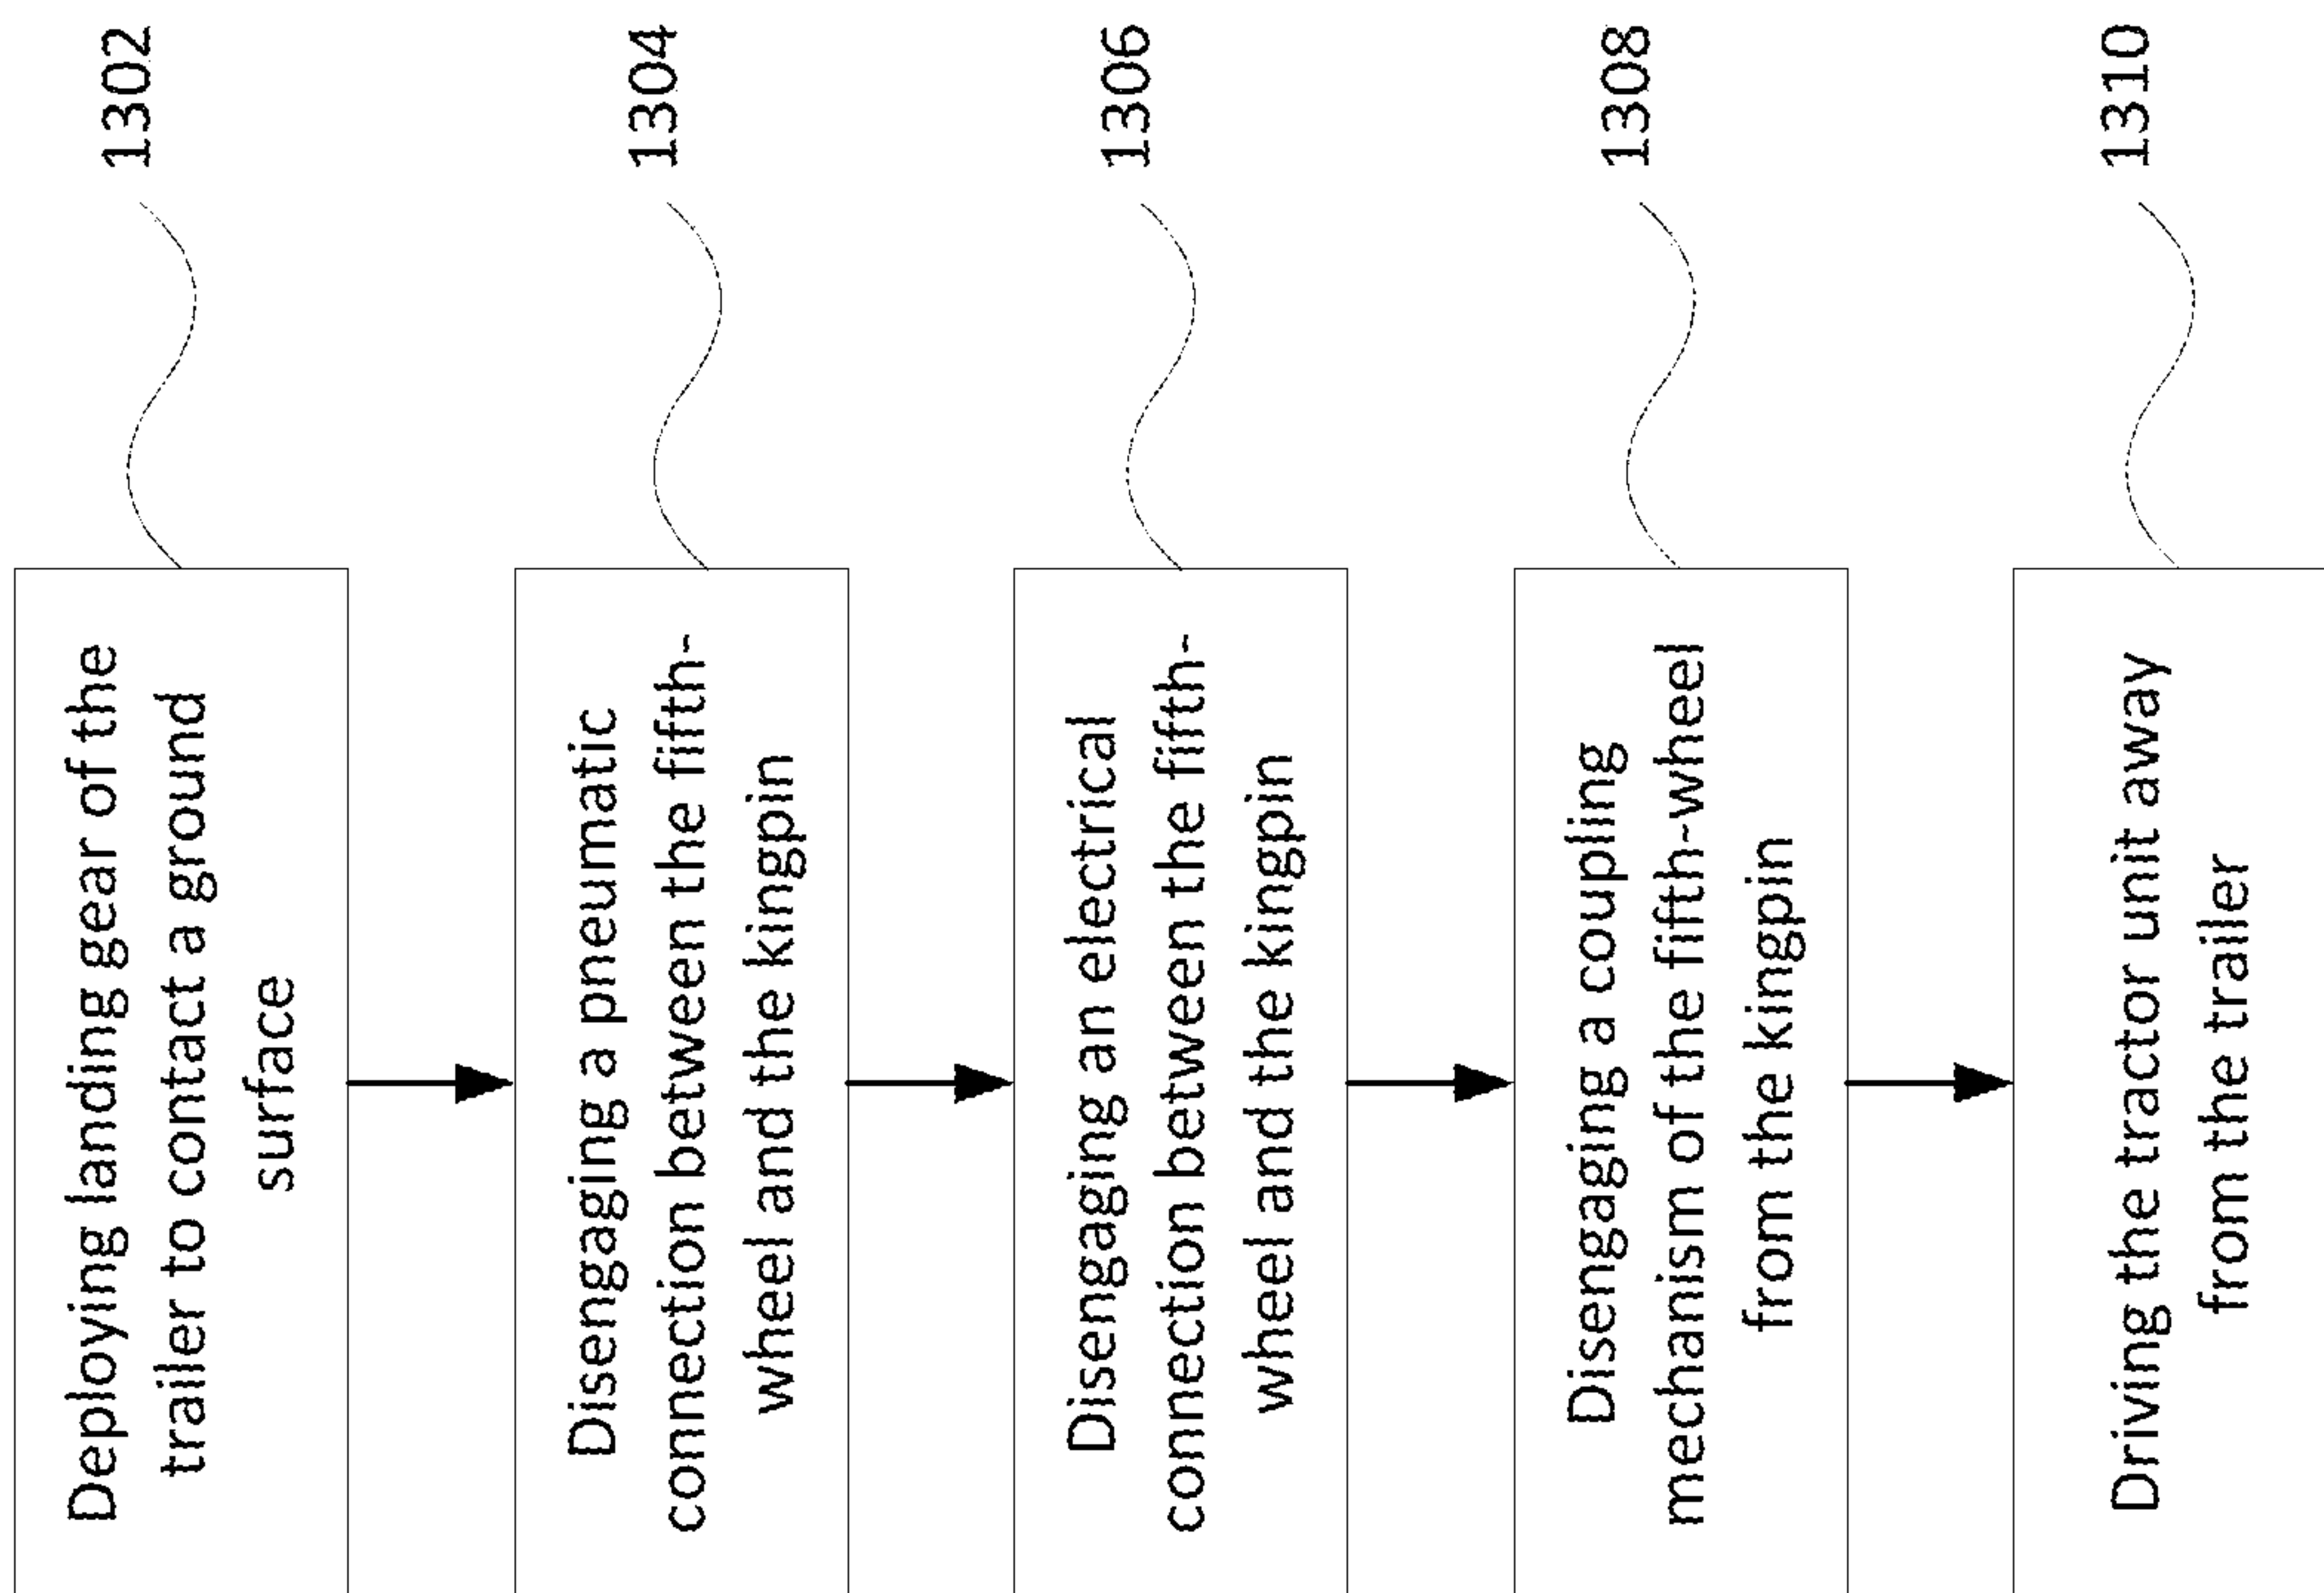 Deploying landing gear of the
trailer to contact a ground
surface
1302
Disengaging a pneumatic
connection between the fifth-
wheel and the kingpin
1304
Disengaging an electrical
connection between the fifth-
wheel and the kingpin
1306
Disengaging a coupling
mechanism of the fifth-wheel
from the kingpin
1308
Driving the tractor unit away
from the trailer
1310